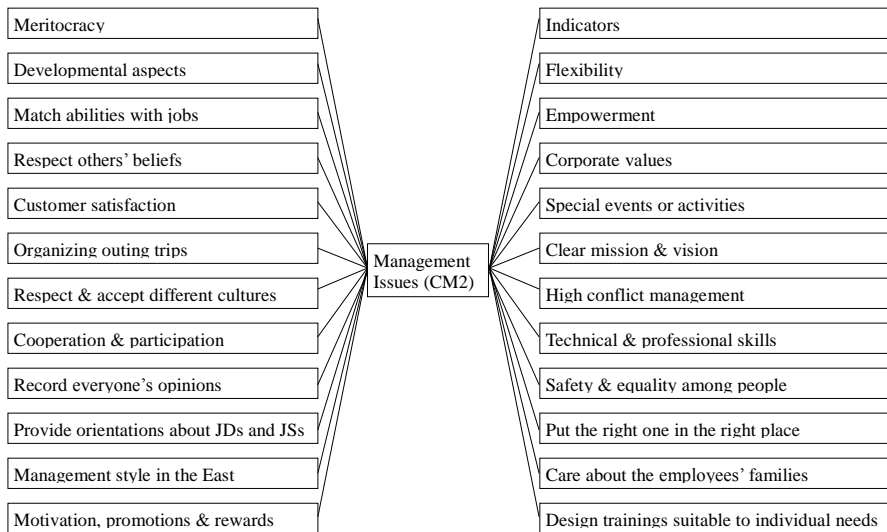 Meritocracy
Developmental aspects
Match abilities with jobs
Respect others’ beliefs
Customer satisfaction
Organizing outing trips
Respect & accept different cultures
Cooperation & participation
Record everyone’s opinions
Provide orientations about JDs and JSs
Management style in the East
Motivation, promotions & rewards
Management
Issues (CM2)
Indicators
Flexibility
Empowerment
Corporate values
Special events or activities
Clear mission & vision
High conflict management
Technical & professional skills
Safety & equality among people
Put the right one in the right place
Care about the employees’ families
Design trainings suitable to individual needs